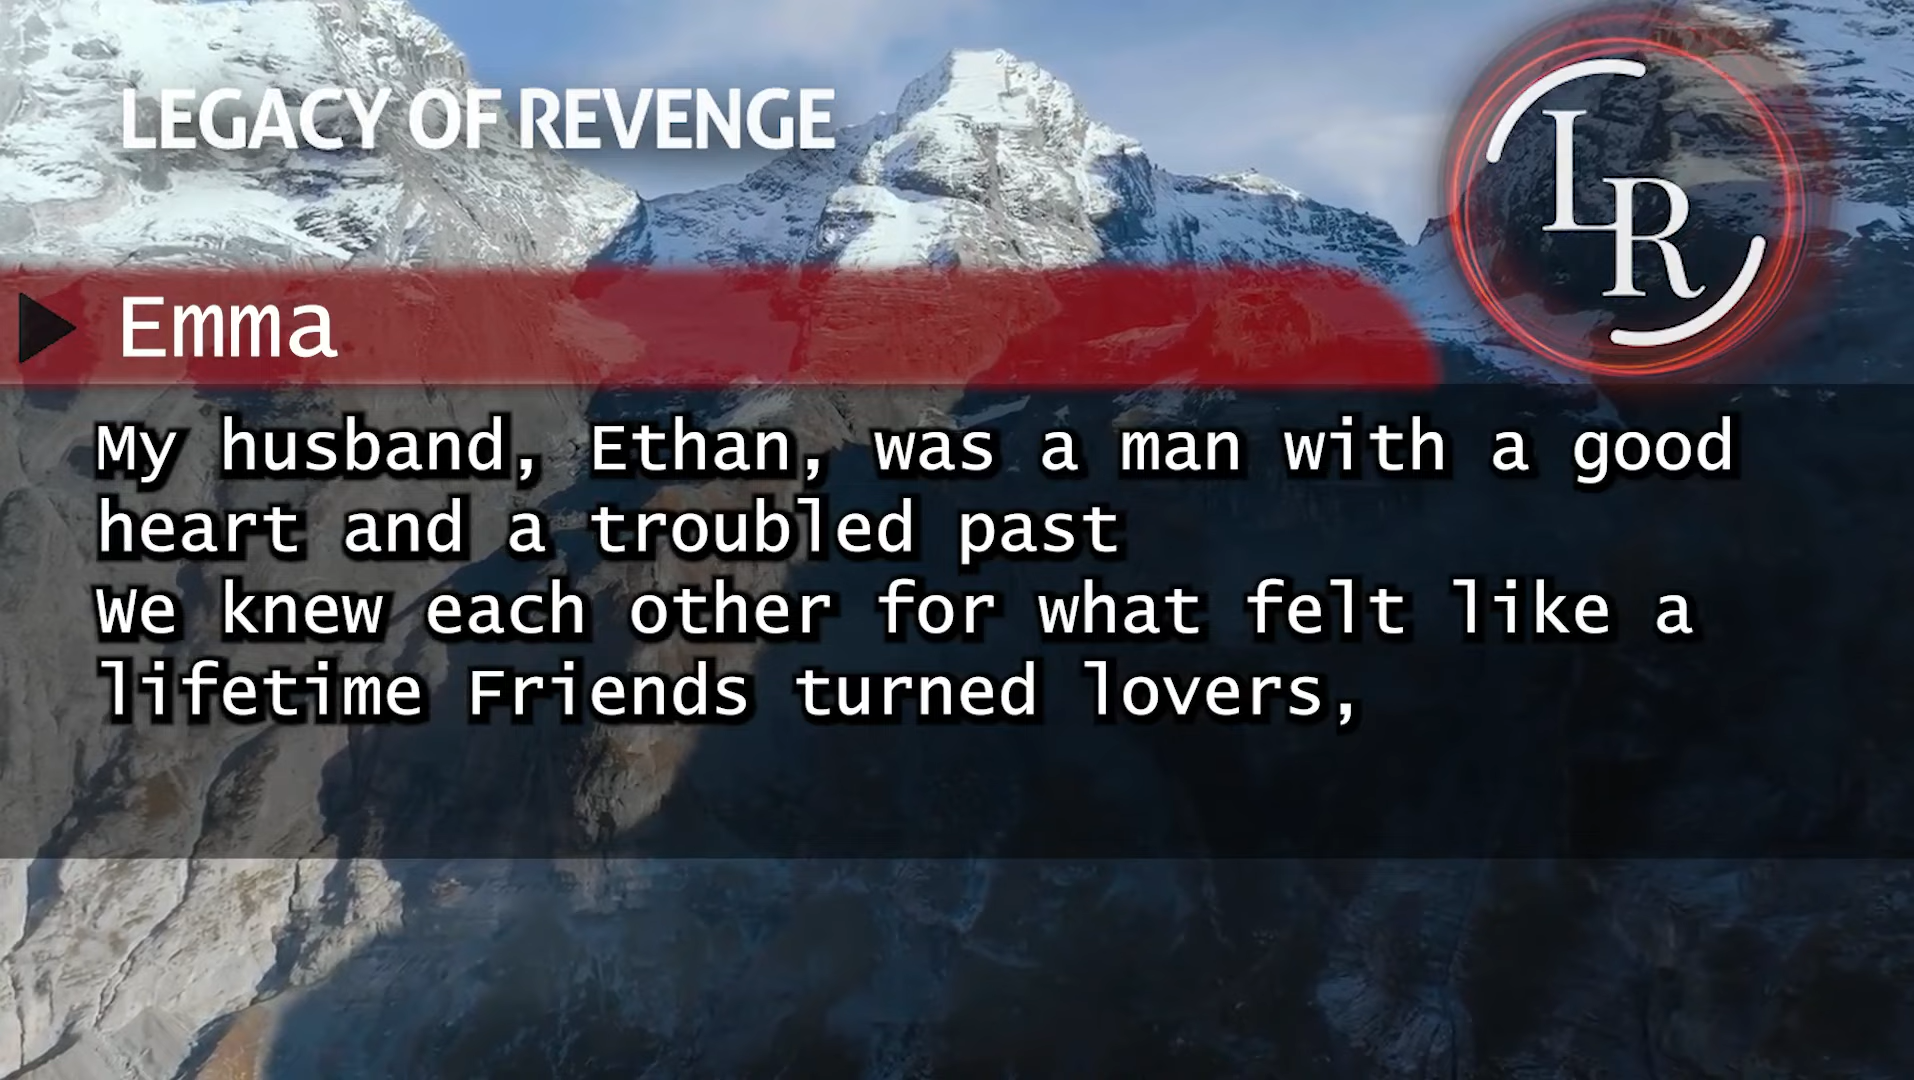 LEGACY OF REVENGE
LR
Emma
My husband, Ethan, was a man with a good
heart and a troubled past
We knew each other for what felt like a
lifetime Friends turned lovers,